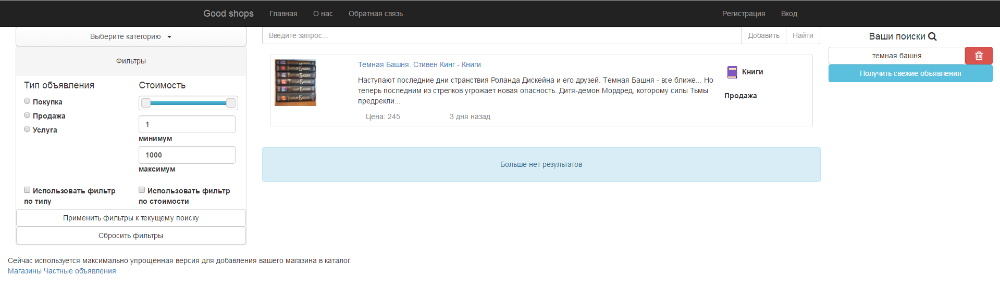 Good shops Главная О нас Обратная связь Регистрация Вход
Выберите категорию
Фильтры
Тип объявления
Покупка
Продажа
Услуга
Стоимость
1
минимум
1000
максимум
Использовать фильтр
по типу
Использовать фильтр
по стоимости
Применить фильтры к текущему поиску
Сбросить фильтры
Введите запрос... Добавить Найти
Темная Башня. Стивен Кинг - Книги
Наступают последние дни странствия Роланда Дискейна и его друзей. Темная Башня - все ближе... Но
теперь последним из стрелков угрожает новая опасность. Дитя-демон Мордред, которому силы Тьмы
предрекли...
Цена: 245 3 дня назад
Книги
Продажа
Больше нет результатов
Ваши поиски
темная башня
Получить свежие объявления
Сейчас используется максимально упрощённая версия для добавления вашего магазина в каталог.
Магазины Частные объявления